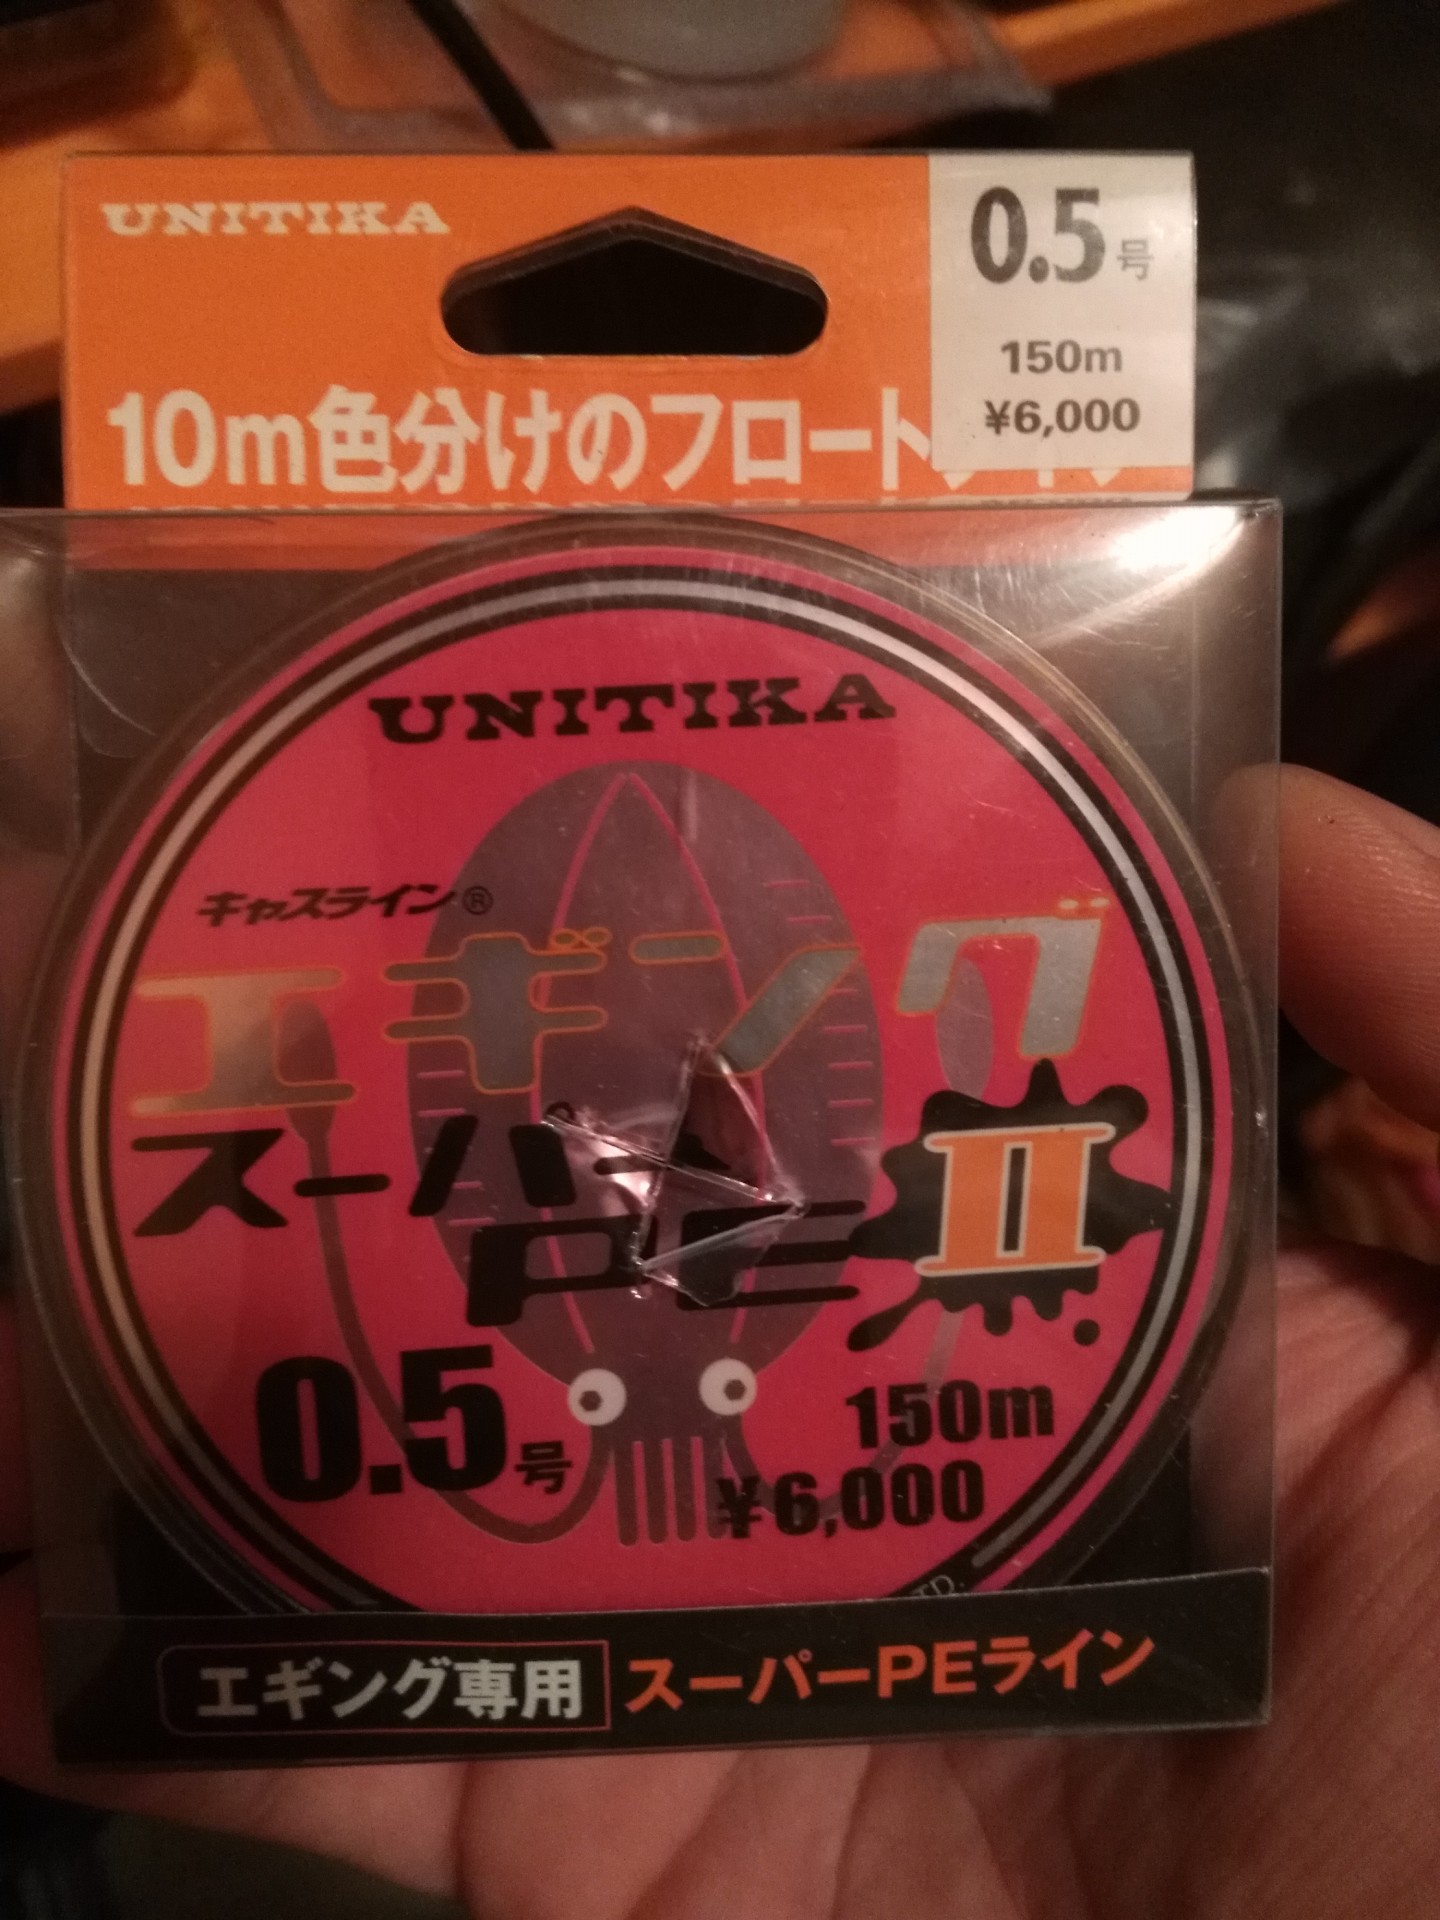 UNITIKA
0.5号
150m
¥6,000
10m色分けのフロート
UNITIKA
キャスライン®
エギング
スーパー
PE II
0.5号
150m
¥6,000
TD.
エギング専用 スーパーPEライン